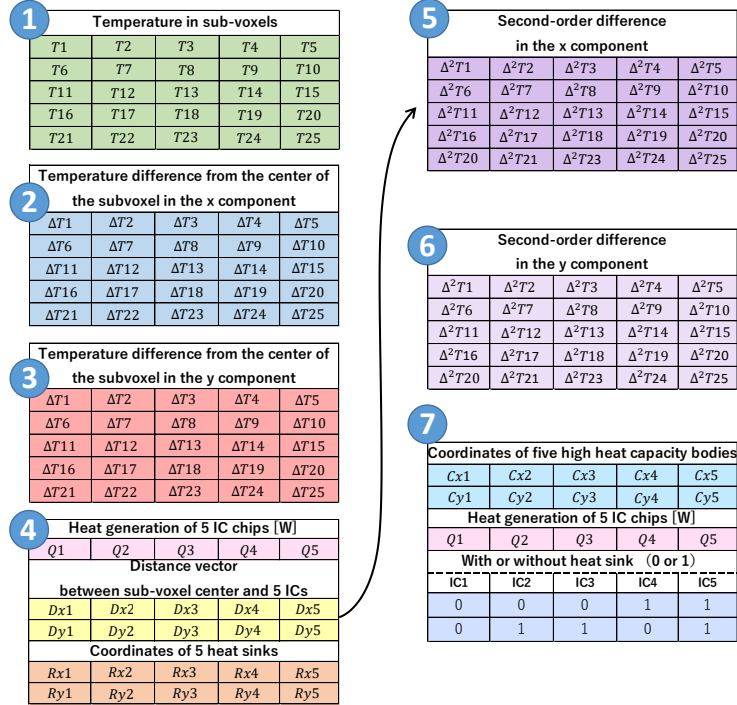 1
Temperature in sub-voxels
T1 T2 T3 T4 T5
T6 T7 T8 T9 T10
T11 T12 T13 T14 T15
T16 T17 T18 T19 T20
T21 T22 T23 T24 T25
2
Temperature difference from the center of
the subvoxel in the x component
ΔT1 ΔT2 ΔT3 ΔT4 ΔT5
ΔT6 ΔT7 ΔT8 ΔT9 ΔT10
ΔT11 ΔT12 ΔT13 ΔT14 ΔT15
ΔT16 ΔT17 ΔT18 ΔT19 ΔT20
ΔT21 ΔT22 ΔT23 ΔT24 ΔT25
3
Temperature difference from the center of
the subvoxel in the y component
ΔT1 ΔT2 ΔT3 ΔT4 ΔT5
ΔT6 ΔT7 ΔT8 ΔT9 ΔT10
ΔT11 ΔT12 ΔT13 ΔT14 ΔT15
ΔT16 ΔT17 ΔT18 ΔT19 ΔT20
ΔT21 ΔT22 ΔT23 ΔT24 ΔT25
4
Heat generation of 5 IC chips [W]
Q1 Q2 Q3 Q4 Q5
Distance vector
between sub-voxel center and 5 ICs
Dx1 Dx2 Dx3 Dx4 Dx5
Dy1 Dy2 Dy3 Dy4 Dy5
Coordinates of 5 heat sinks
Rx1 Rx2 Rx3 Rx4 Rx5
Ry1 Ry2 Ry3 Ry4 Ry5
5
Second-order difference
in the x component
Δ²T1 Δ²T2 Δ²T3 Δ²T4 Δ²T5
Δ²T6 Δ²T7 Δ²T8 Δ²T9 Δ²T10
Δ²T11 Δ²T12 Δ²T13 Δ²T14 Δ²T15
Δ²T16 Δ²T17 Δ²T18 Δ²T19 Δ²T20
Δ²T20 Δ²T21 Δ²T23 Δ²T24 Δ²T25
6
Second-order difference
in the y component
Δ²T1 Δ²T2 Δ²T3 Δ²T4 Δ²T5
Δ²T6 Δ²T7 Δ²T8 Δ²T9 Δ²T10
Δ²T11 Δ²T12 Δ²T13 Δ²T14 Δ²T15
Δ²T16 Δ²T17 Δ²T18 Δ²T19 Δ²T20
Δ²T20 Δ²T21 Δ²T23 Δ²T24 Δ²T25
7
Coordinates of five high heat capacity bodies
Cx1 Cx2 Cx3 Cx4 Cx5
Cy1 Cy2 Cy3 Cy4 Cy5
Heat generation of 5 IC chips [W]
Q1 Q2 Q3 Q4 Q5
With or without heat sink （0 or 1）
IC1 IC2 IC3 IC4 IC5
0 0 0 1 1
0 1 1 0 1